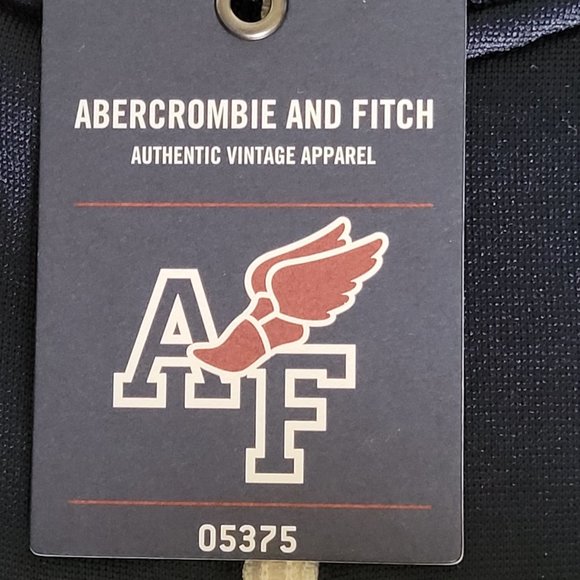 ABERCROMBIE AND FITCH
AUTHENTIC VINTAGE APPAREL
AF
05375